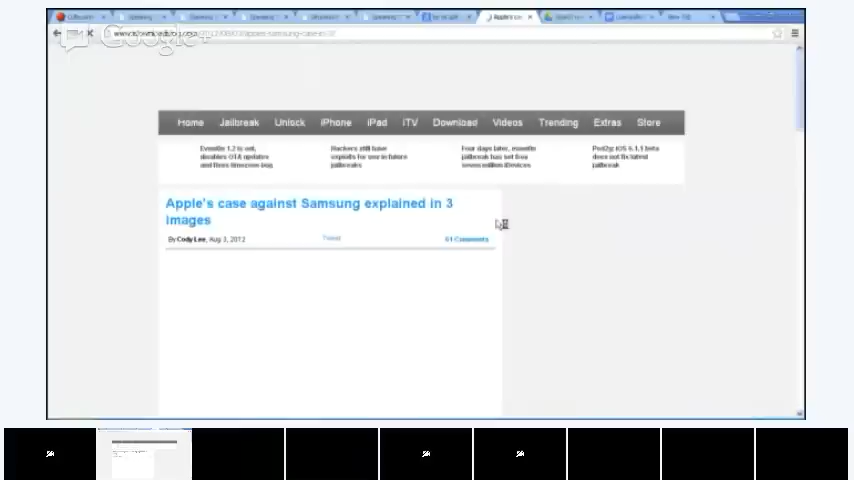 Google+
Home Jailbreak Unlock iPhone iPad iTV Download Videos Trending Extras Store
Evasi0n 1.2 is out,
disables OTA updates
and fixes timezone bug
Hackers still have
exploits for use in future
jailbreaks
Four days later, evasi0n
jailbreak has set free
seven million iDevices
Pod2g: iOS 6.1.1 beta
does not fix latest
jailbreak
Apple's case against Samsung explained in 3
images
By Cody Lee, Aug 3, 2012
Tweet
61 Comments